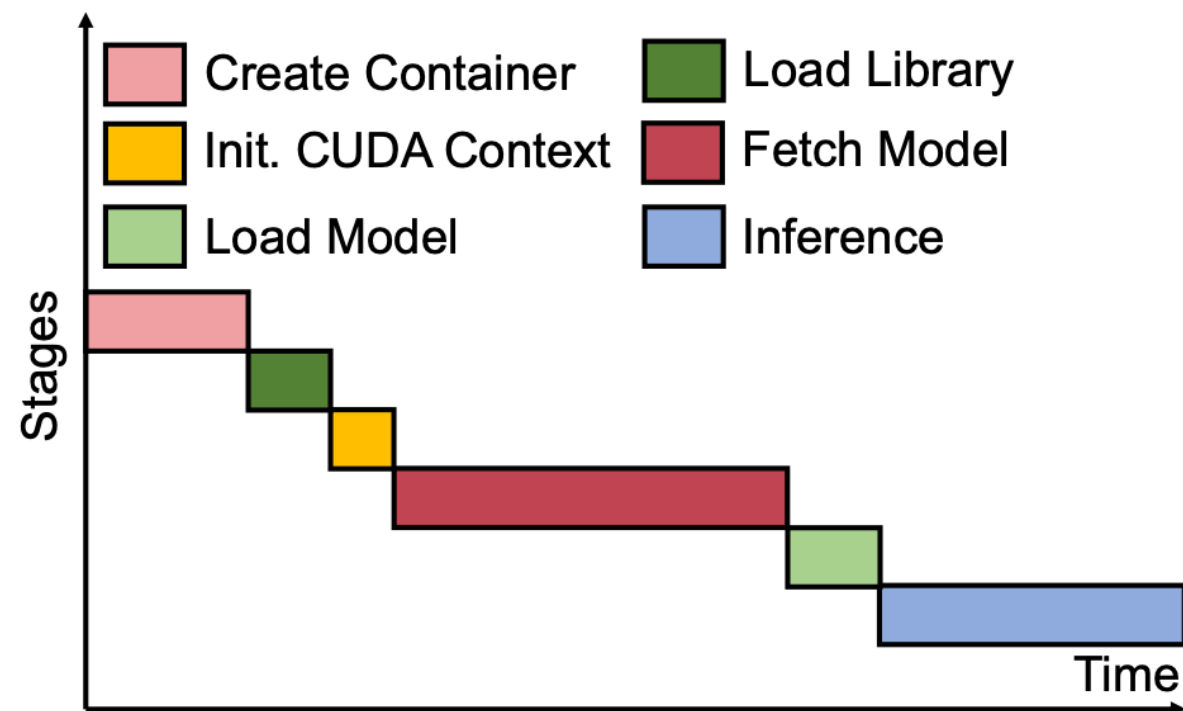 Create Container
Load Library
Init. CUDA Context
Fetch Model
Load Model
Inference
Stages
Time